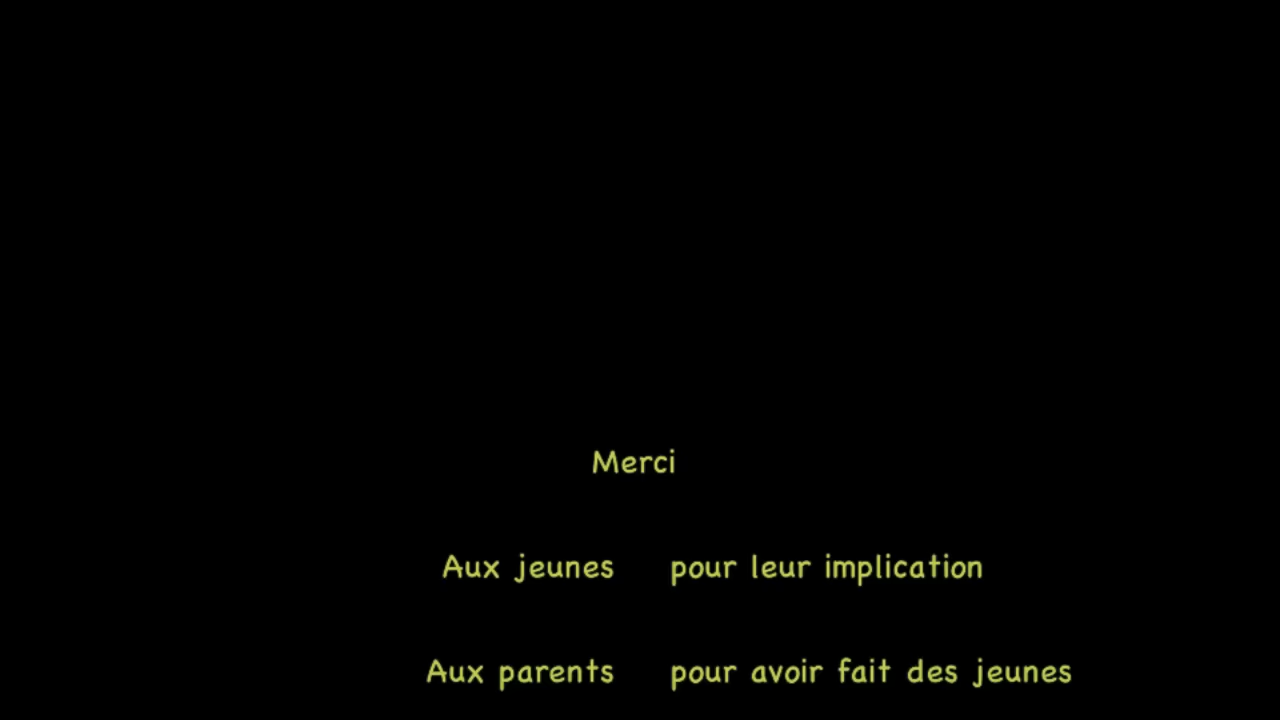 Merci
Aux jeunes pour leur implication
Aux parents pour avoir fait des jeunes